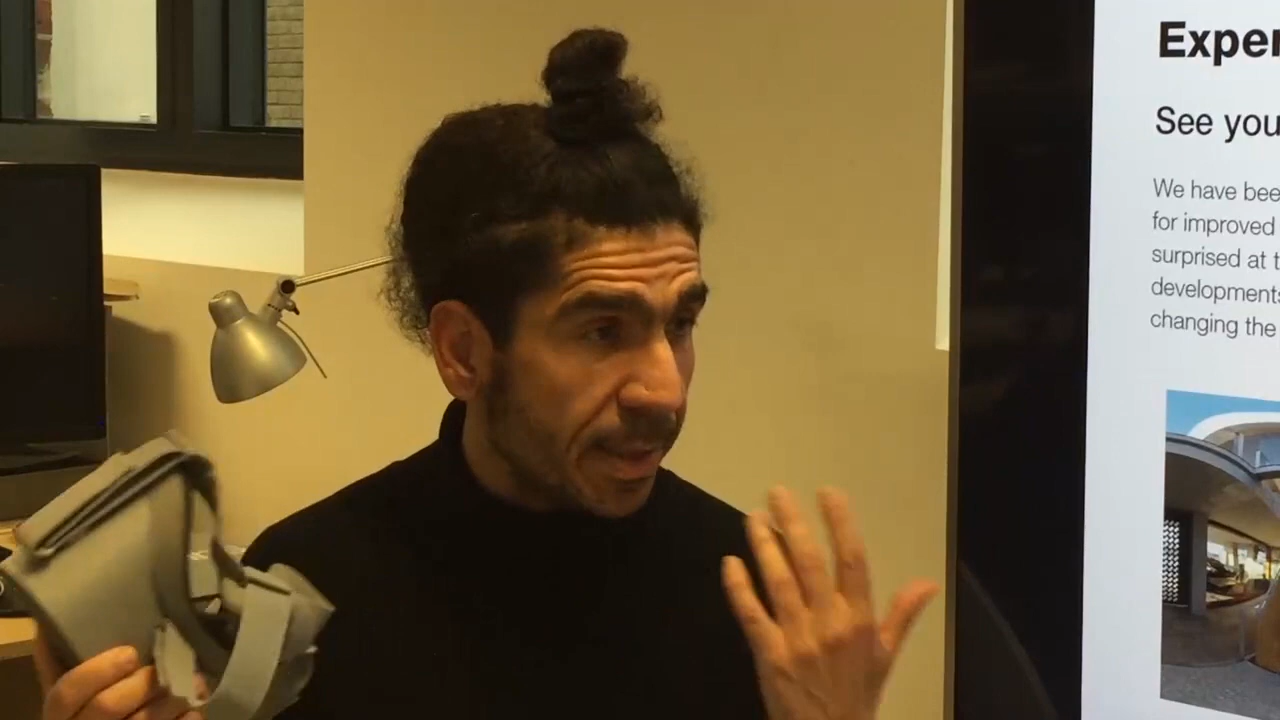 Exper
See you
We have bee
for improved
surprised at t
developments
changing the